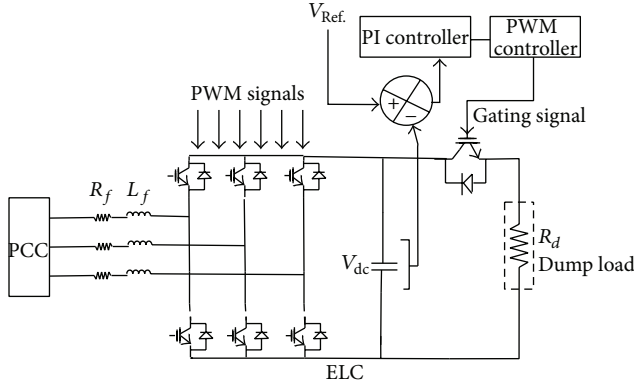 V_Ref.
PI controller
PWM
controller
PWM signals
+
−
Gating signal
R_f
L_f
PCC
V_dc
R_d
Dump load
ELC